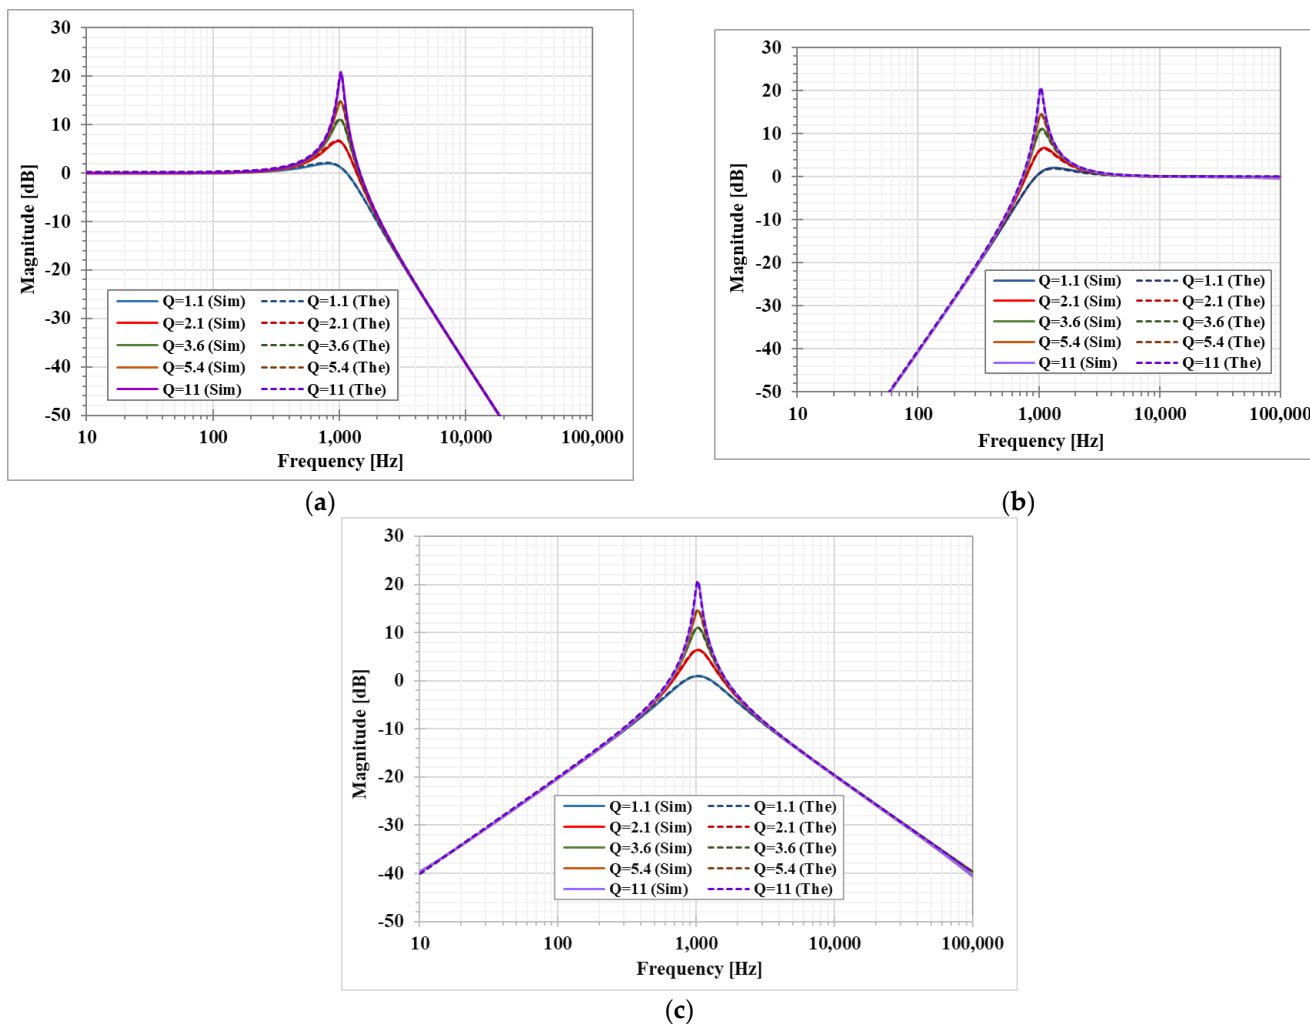 30
20
10
0
-10
-20
-30
-40
-50
Magnitude [dB]
Q=1.1 (Sim) Q=1.1 (The)
Q=2.1 (Sim) Q=2.1 (The)
Q=3.6 (Sim) Q=3.6 (The)
Q=5.4 (Sim) Q=5.4 (The)
Q=11 (Sim) Q=11 (The)
10 100 1,000 10,000 100,000
Frequency [Hz]
(a)
30
20
10
0
-10
-20
-30
-40
-50
Magnitude [dB]
Q=1.1 (Sim) Q=1.1 (The)
Q=2.1 (Sim) Q=2.1 (The)
Q=3.6 (Sim) Q=3.6 (The)
Q=5.4 (Sim) Q=5.4 (The)
Q=11 (Sim) Q=11 (The)
10 100 1,000 10,000 100,000
Frequency [Hz]
(b)
30
20
10
0
-10
-20
-30
-40
-50
Magnitude [dB]
Q=1.1 (Sim) Q=1.1 (The)
Q=2.1 (Sim) Q=2.1 (The)
Q=3.6 (Sim) Q=3.6 (The)
Q=5.4 (Sim) Q=5.4 (The)
Q=11 (Sim) Q=11 (The)
10 100 1,000 10,000 100,000
Frequency [Hz]
(c)